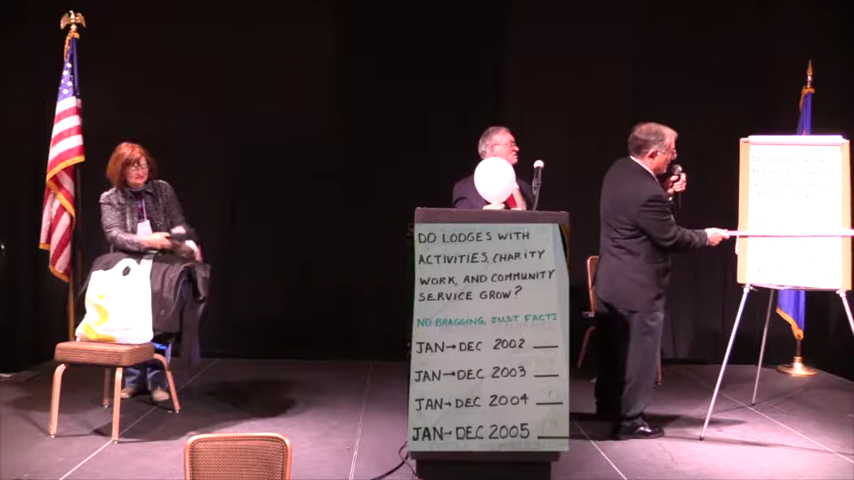 DO LODGES WITH
ACTIVITIES, CHARITY
WORK, AND COMMUNITY
SERVICE GROW?
NO BRAGGING, JUST FACTS
JAN→DEC 2002
JAN→DEC 2003
JAN→DEC 2004
JAN→DEC 2005